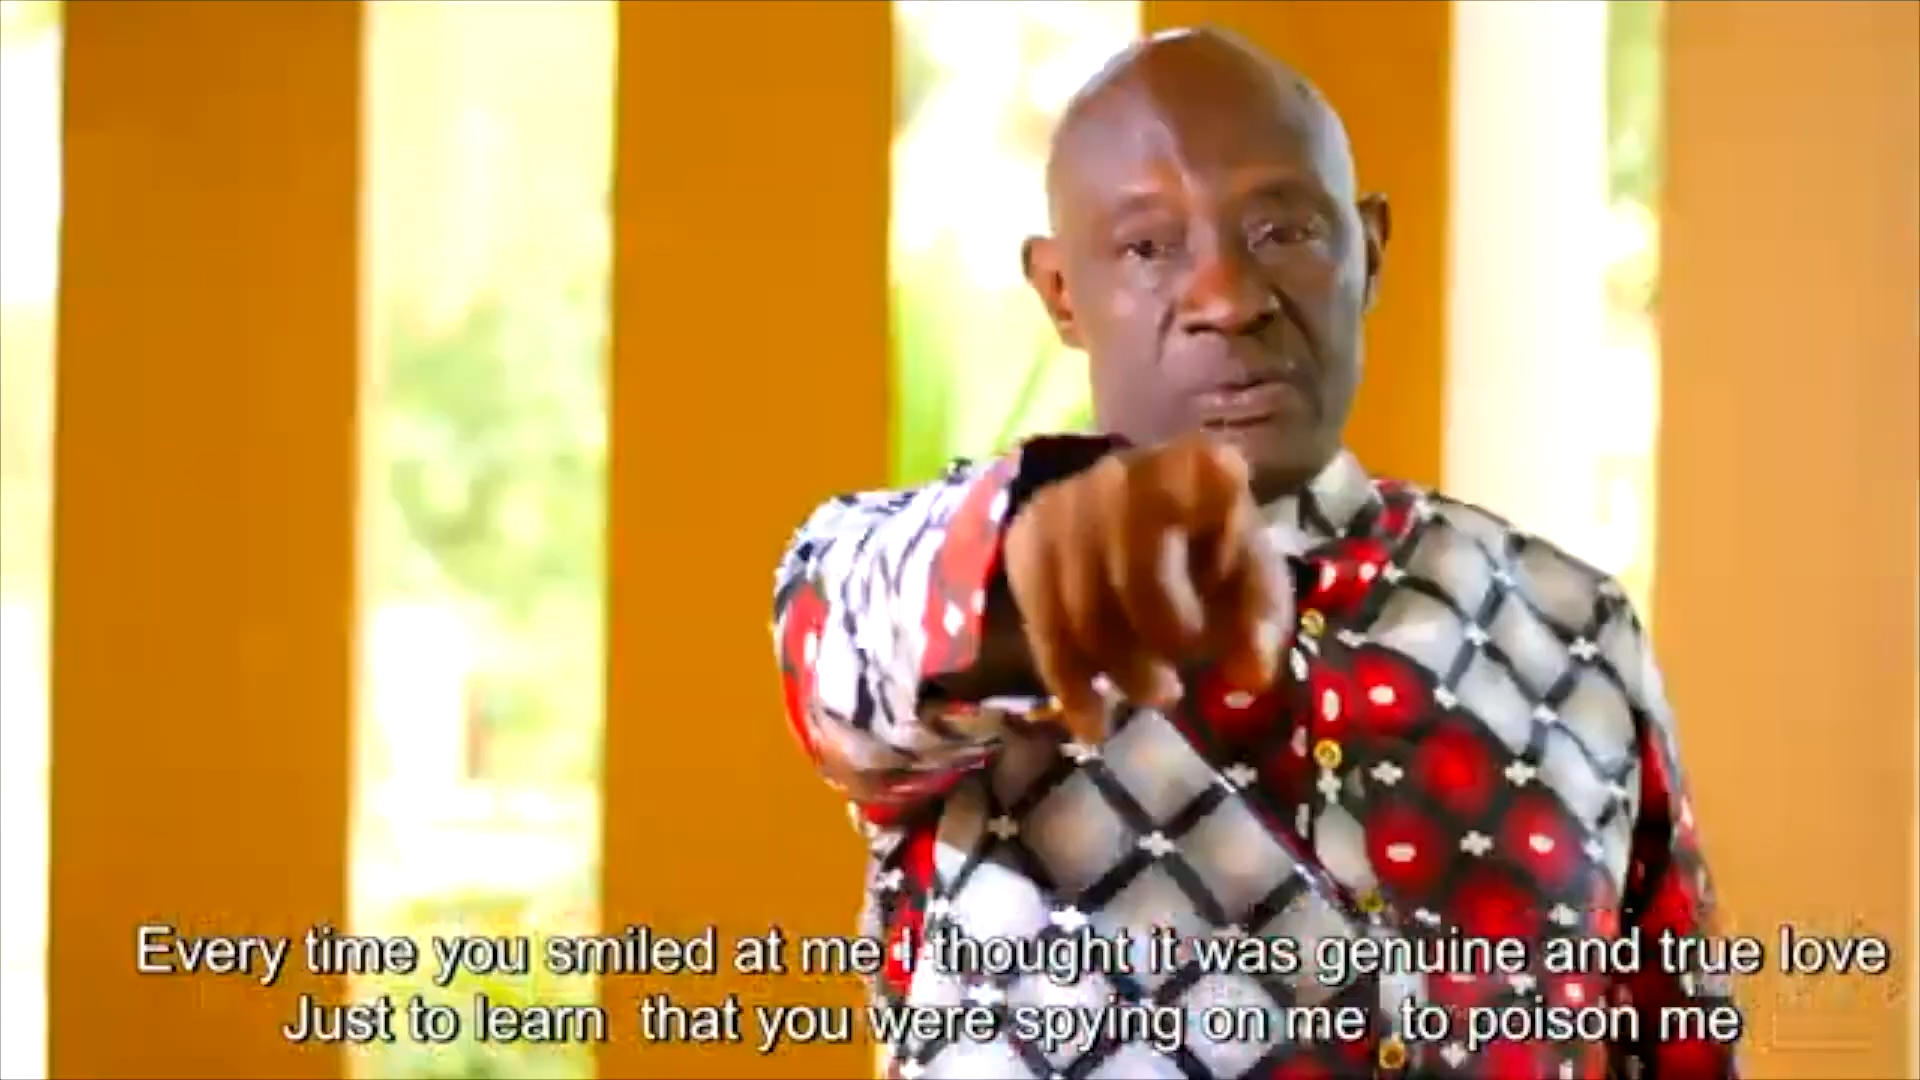 Every time you smiled at me I thought it was genuine and true love
Just to learn that you were spying on me to poison me